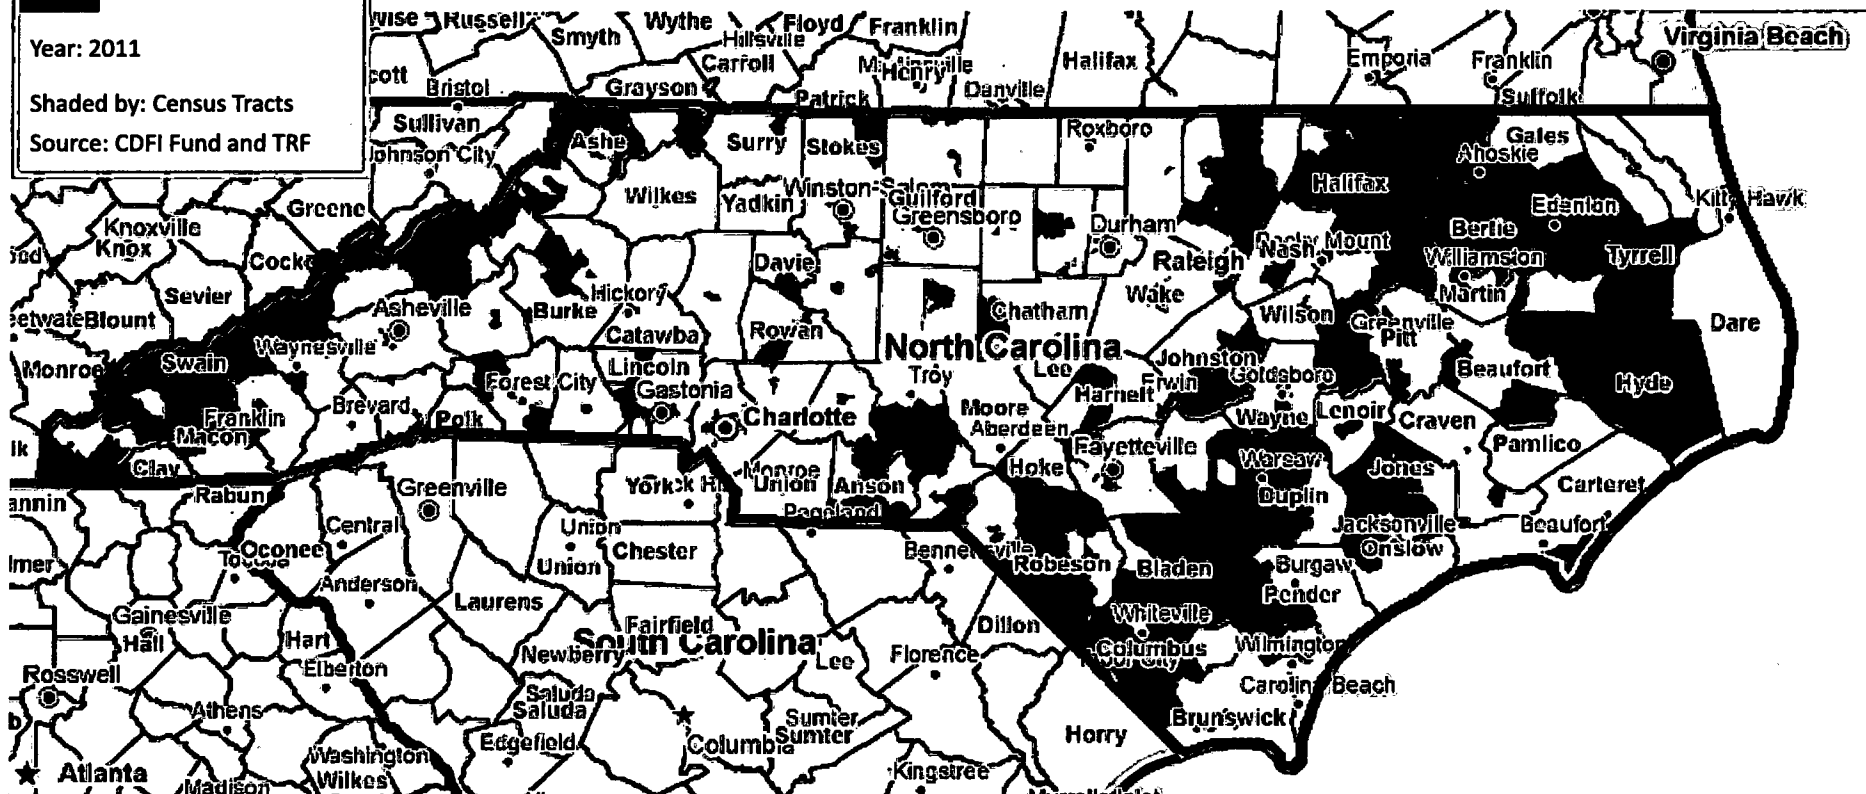 Year: 2011
Shaded by: Census Tracts
Source: CDFI Fund and TRF
Russell
Wythe
Floyd
Franklin
Virginia Beach
Smyth
Hillsville
Carroll
Henry
Halifax
Emporia
Franklin
Bristol
Grayson
Patrick
Danville
Suffolk
Sullivan
Ashe
Surry
Stokes
Roxboro
Gates
Johnson City
Ahoskie
Wilkes
Winston-Salem
Halifax
Greene
Yadkin
Guilford
Edenton
Kitty Hawk
Knoxville
Greensboro
Durham
Bertie
Knox
Nash
Mount
Cocke
Davie
Raleigh
Williamston
Tyrrell
Sevier
Hickory
Wake
Martin
Blount
Asheville
Burke
Chatham
Wilson
Greenville
Dare
Catawba
Rowan
Pitt
Waynesville
North Carolina
Monroe
Swain
Lincoln
Troy
Lee
Johnston
Goldsboro
Beaufort
Hyde
Forest City
Gastonia
Erwin
Harnett
Franklin
Brevard
Polk
Charlotte
Moore
Aberdeen
Wayne
Lenoir
Craven
Macon
Fayetteville
Pamlico
Clay
Monroe
Union
Anson
Hoke
Warsaw
Jones
Rabun
Greenville
York
Duplin
Carteret
Central
Union
Pageland
Jacksonville
Beaufort
Oconee
Chester
Bennettsville
Onslow
Toccoa
Union
Robeson
Bladen
Burgaw
Anderson
Laurens
Pender
Gainesville
Whiteville
Hall
Hart
Fairfield
Dillon
South Carolina
Newberry
Lee
Florence
Columbus
Wilmington
Rosswell
Elberton
Saluda
Saluda
Carolina Beach
Athens
Sumter
Brunswick
Edgefield
Columbia
Sumter
Horry
Atlanta
Washington
Wilkes
Madison
Kingstree